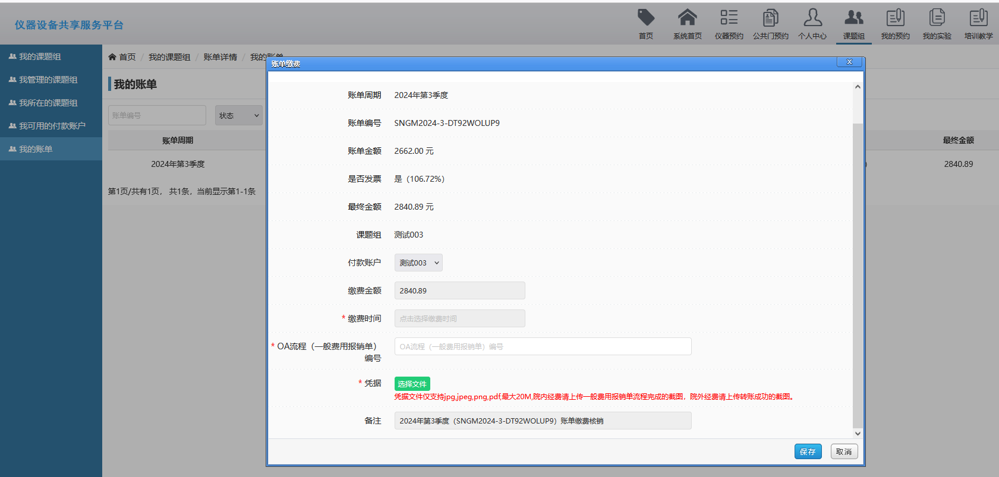 仪器设备共享服务平台
首页
系统首页
仪器预约
公共门预约
个人中心
课题组
我的预约
我的实验
培训教学
我的课题组
我管理的课题组
我所在的课题组
我可用的付款账户
我的账单
首页 / 我的课题组 / 账单详情 / 我的账单
我的账单
账单编号
状态
账单周期
最终金额
2024年第3季度
)
2840.89
第1页/共有1页， 共1条，当前显示第1-1条
账单缴费
X
账单周期 2024年第3季度
账单编号 SNGM2024-3-DT92WOLUP9
账单金额 2662.00 元
是否发票 是（106.72%）
最终金额 2840.89 元
课题组 测试003
付款账户 测试003
缴费金额 2840.89
* 缴费时间 点击选择缴费时间
* OA流程（一般费用报销单）
编号
OA流程（一般费用报销单）编号
* 凭据 选择文件
凭据文件仅支持jpg,jpeg,png,pdf,最大20M,院内经费请上传一般费用报销单流程完成的截图，院外经费请上传转账成功的截图。
备注 2024年第3季度（SNGM2024-3-DT92WOLUP9）账单缴费核销
保存
取消